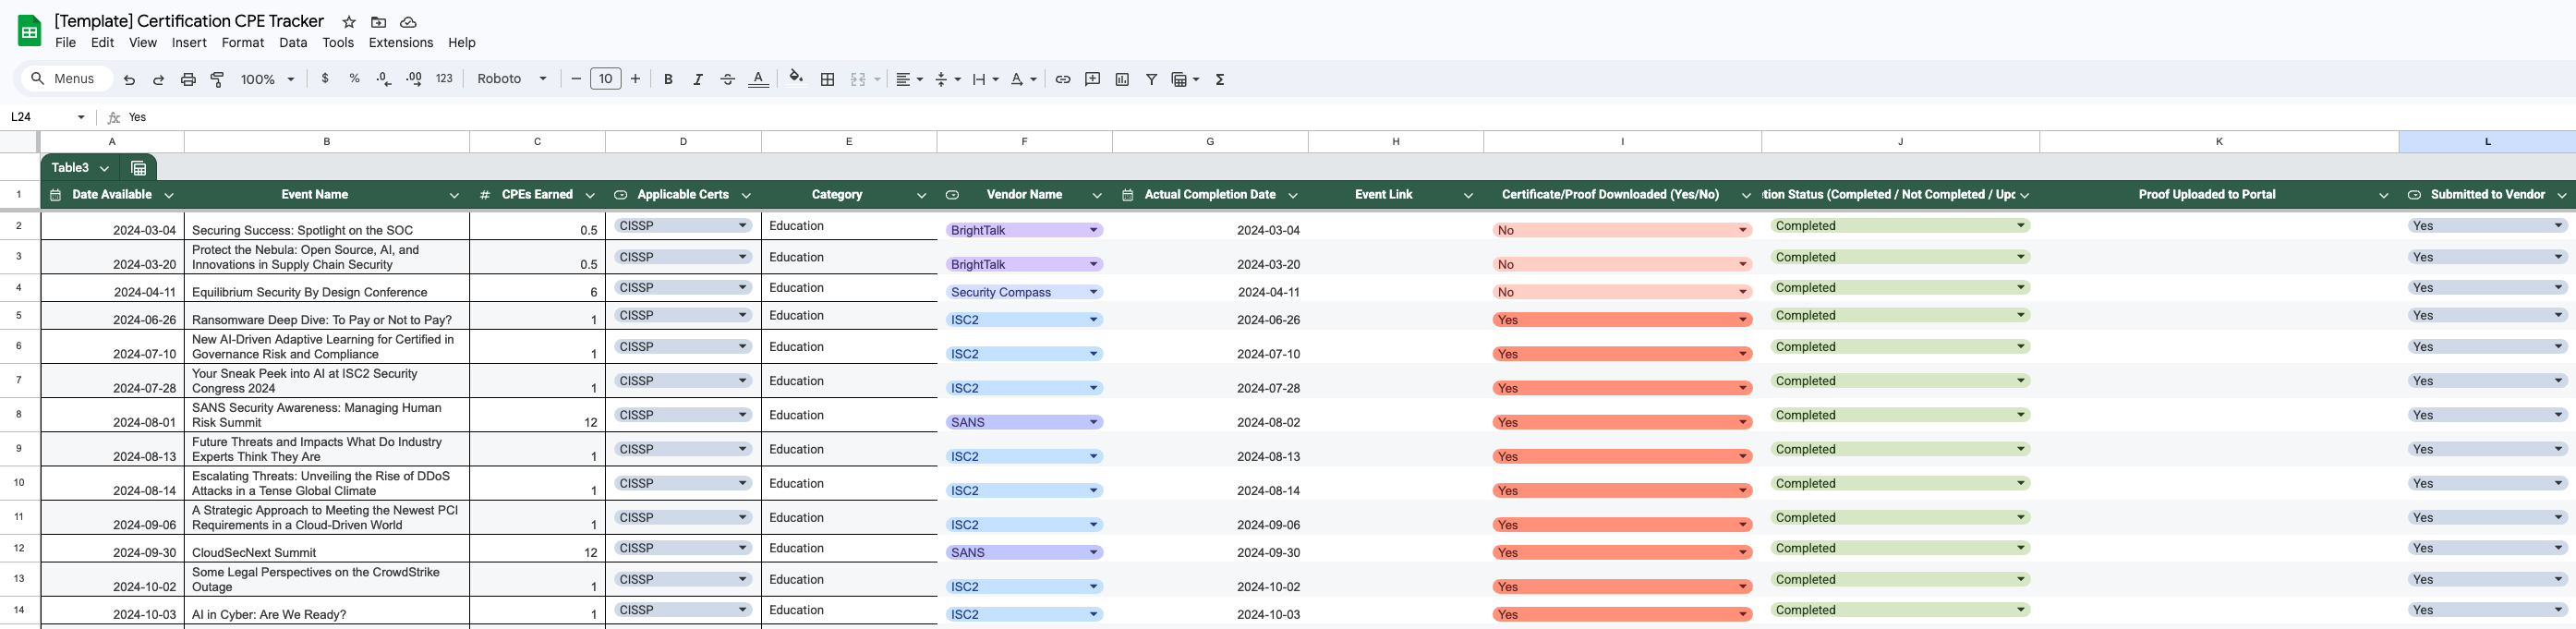 [Template] Certification CPE Tracker
File Edit View Insert Format Data Tools Extensions Help
Menus 100% $ % .0 .00 123 Roboto 10 B I A
L24 fx Yes
A B C D E F G H I J K L
Table3
1 Date Available Event Name # CPEs Earned Applicable Certs Category Vendor Name Actual Completion Date Event Link Certificate/Proof Downloaded (Yes/No) tion Status (Completed / Not Completed / Upc Proof Uploaded to Portal Submitted to Vendor
2 2024-03-04 Securing Success: Spotlight on the SOC 0.5 CISSP Education BrightTalk 2024-03-04 No Completed Yes
3 2024-03-20 Protect the Nebula: Open Source, AI, and
Innovations in Supply Chain Security 0.5 CISSP Education BrightTalk 2024-03-20 No Completed Yes
4 2024-04-11 Equilibrium Security By Design Conference 6 CISSP Education Security Compass 2024-04-11 No Completed Yes
5 2024-06-26 Ransomware Deep Dive: To Pay or Not to Pay? 1 CISSP Education ISC2 2024-06-26 Yes Completed Yes
6 2024-07-10 New AI-Driven Adaptive Learning for Certified in
Governance Risk and Compliance 1 CISSP Education ISC2 2024-07-10 Yes Completed Yes
7 2024-07-28 Your Sneak Peek into AI at ISC2 Security
Congress 2024 1 CISSP Education ISC2 2024-07-28 Yes Completed Yes
8 2024-08-01 SANS Security Awareness: Managing Human
Risk Summit 12 CISSP Education SANS 2024-08-02 Yes Completed Yes
9 2024-08-13 Future Threats and Impacts What Do Industry
Experts Think They Are 1 CISSP Education ISC2 2024-08-13 Yes Completed Yes
10 2024-08-14 Escalating Threats: Unveiling the Rise of DDoS
Attacks in a Tense Global Climate 1 CISSP Education ISC2 2024-08-14 Yes Completed Yes
11 2024-09-06 A Strategic Approach to Meeting the Newest PCI
Requirements in a Cloud-Driven World 1 CISSP Education ISC2 2024-09-06 Yes Completed Yes
12 2024-09-30 CloudSecNext Summit 12 CISSP Education SANS 2024-09-30 Yes Completed Yes
13 2024-10-02 Some Legal Perspectives on the CrowdStrike
Outage 1 CISSP Education ISC2 2024-10-02 Yes Completed Yes
14 2024-10-03 AI in Cyber: Are We Ready? 1 CISSP Education ISC2 2024-10-03 Yes Completed Yes